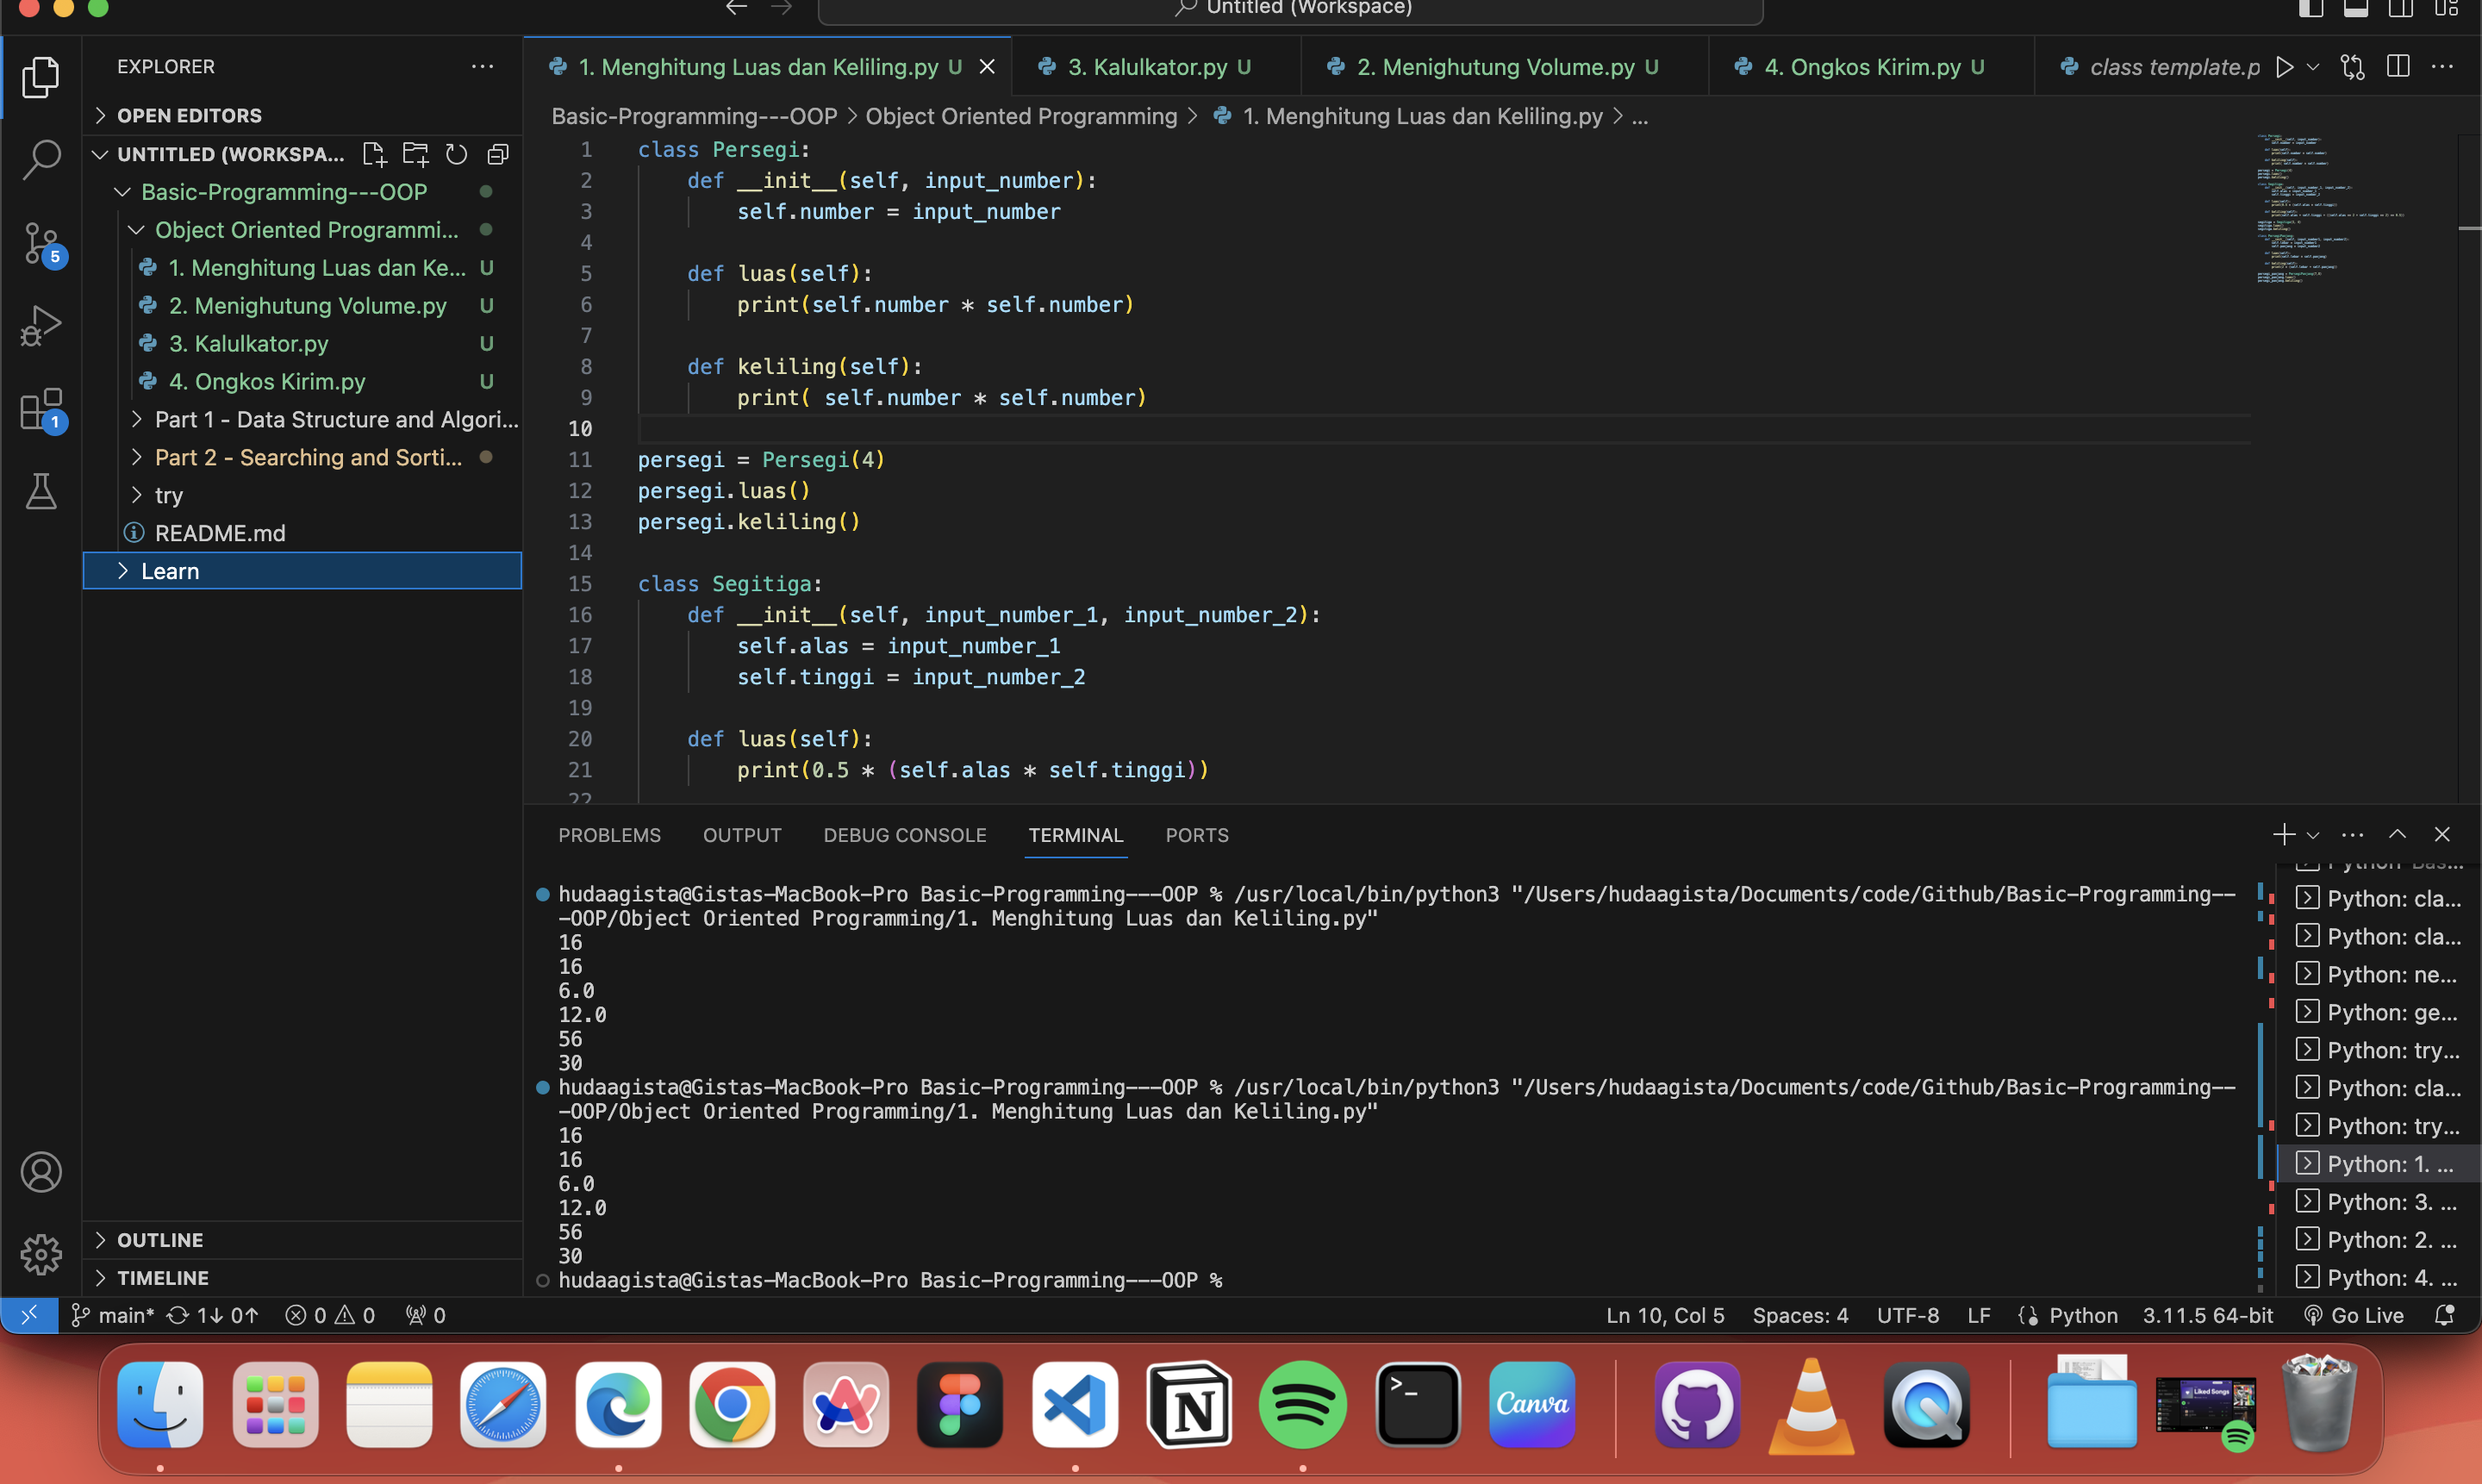 Untitled (Workspace)
EXPLORER
1. Menghitung Luas dan Keliling.py U
3. Kalulkator.py U
2. Menighutung Volume.py U
4. Ongkos Kirim.py U
class template.p
OPEN EDITORS
UNTITLED (WORKSPA...
Basic-Programming---OOP
Object Oriented Programmi...
1. Menghitung Luas dan Ke... U
2. Menighutung Volume.py U
3. Kalulkator.py U
4. Ongkos Kirim.py U
Part 1 - Data Structure and Algori...
Part 2 - Searching and Sorti...
try
README.md
Learn
OUTLINE
TIMELINE
5
1
Basic-Programming---OOP > Object Oriented Programming > 1. Menghitung Luas dan Keliling.py > ...
1 class Persegi:
2 def __init__(self, input_number):
3 self.number = input_number
4
5 def luas(self):
6 print(self.number * self.number)
7
8 def keliling(self):
9 print( self.number * self.number)
10
11 persegi = Persegi(4)
12 persegi.luas()
13 persegi.keliling()
14
15 class Segitiga:
16 def __init__(self, input_number_1, input_number_2):
17 self.alas = input_number_1
18 self.tinggi = input_number_2
19
20 def luas(self):
21 print(0.5 * (self.alas * self.tinggi))
22
PROBLEMS OUTPUT DEBUG CONSOLE TERMINAL PORTS
hudaagista@Gistas-MacBook-Pro Basic-Programming---OOP % /usr/local/bin/python3 "/Users/hudaagista/Documents/code/Github/Basic-Programming--
-OOP/Object Oriented Programming/1. Menghitung Luas dan Keliling.py"
16
16
6.0
12.0
56
30
hudaagista@Gistas-MacBook-Pro Basic-Programming---OOP % /usr/local/bin/python3 "/Users/hudaagista/Documents/code/Github/Basic-Programming--
-OOP/Object Oriented Programming/1. Menghitung Luas dan Keliling.py"
16
16
6.0
12.0
56
30
hudaagista@Gistas-MacBook-Pro Basic-Programming---OOP %
Python: cla...
Python: cla...
Python: ne...
Python: ge...
Python: try...
Python: cla...
Python: try...
Python: 1. ...
Python: 3. ...
Python: 2. ...
Python: 4. ...
main* 1↓ 0↑ 0 0 0
Ln 10, Col 5 Spaces: 4 UTF-8 LF Python 3.11.5 64-bit Go Live
Canva
Liked Songs